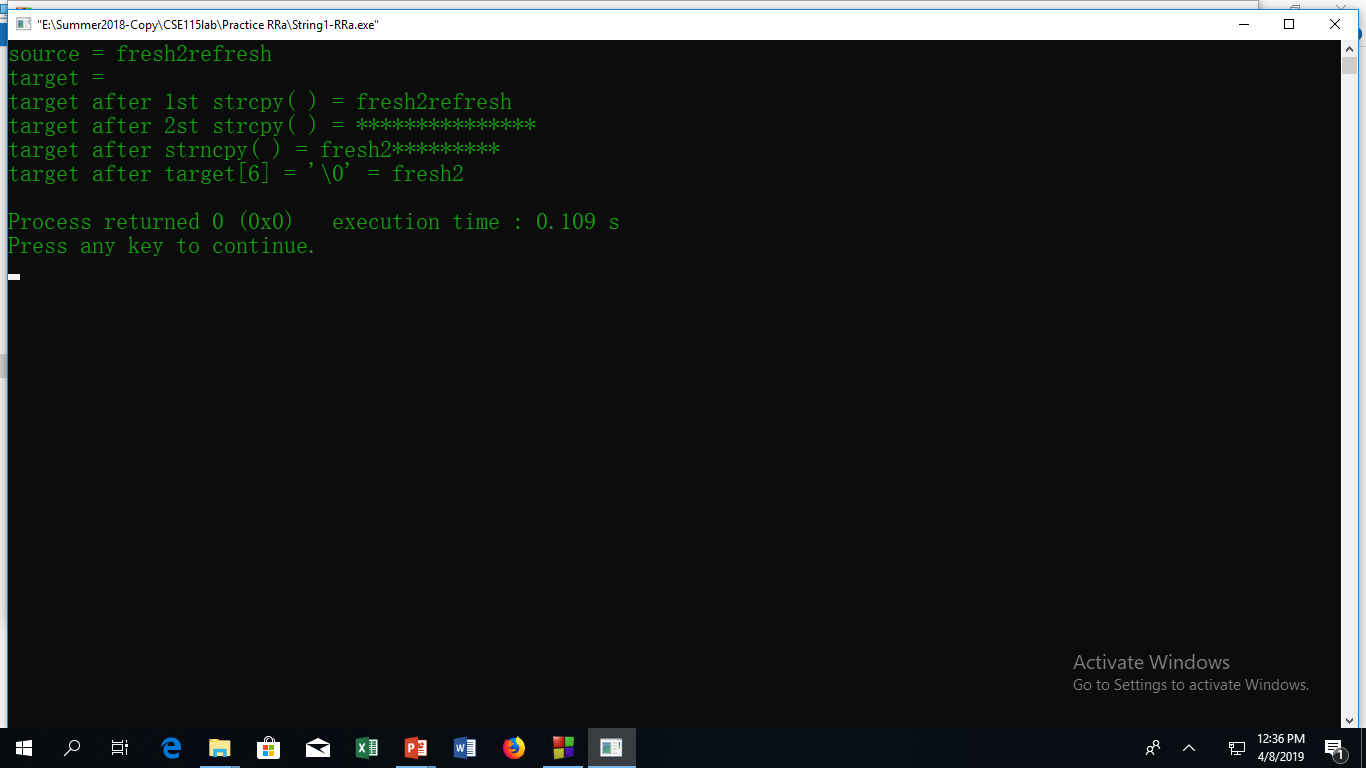 "E:\Summer2018-Copy\CSE115lab\Practice RRa\String1-RRa.exe"
source = fresh2refresh
target =
target after 1st strcpy( ) = fresh2refresh
target after 2st strcpy( ) = ***************
target after strncpy( ) = fresh2*********
target after target[6] = '\0' = fresh2
Process returned 0 (0x0)   execution time : 0.109 s
Press any key to continue.
Activate Windows
Go to Settings to activate Windows.
12:36 PM
4/8/2019
1